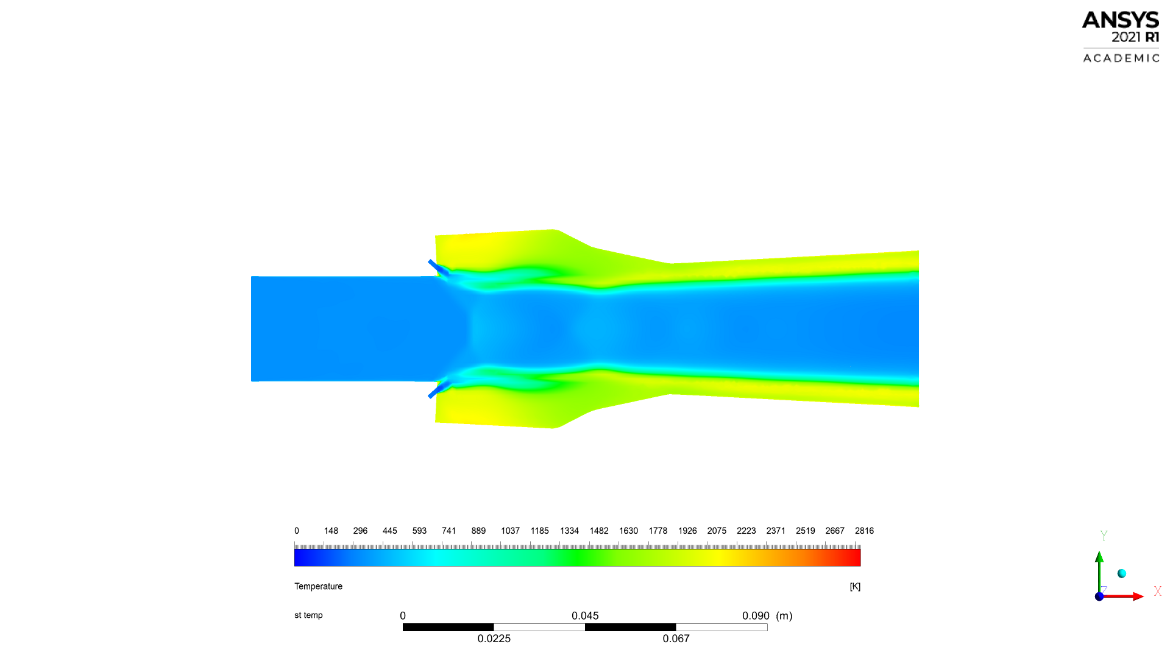 ANSYS
2021 R1
ACADEMIC
0 148 296 445 593 741 889 1037 1185 1334 1482 1630 1778 1926 2075 2223 2371 2519 2667 2816
Temperature [K]
st temp
0 0.045 0.090 (m)
0.0225 0.067
Y
Z X